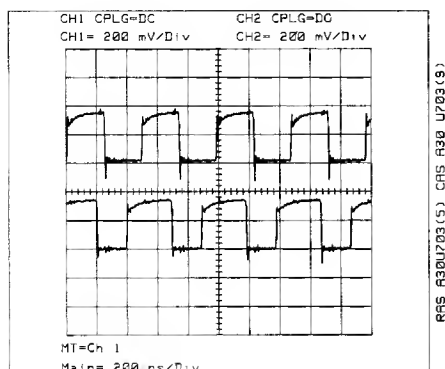 CH1 CPLG=DC CH2 CPLG=DC
CH1= 200 mV/Div CH2= 200 mV/Div
CAS A30 U703(9)
RAS A30U703(5)
MT=Ch 1
Main= 200 ns/Div